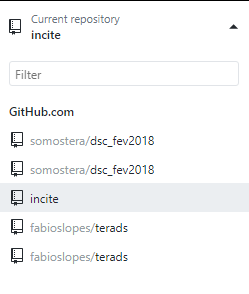 Current repository
incite
Filter
GitHub.com
somostera/dsc_fev2018
somostera/dsc_fev2018
incite
fabioslopes/terads
fabioslopes/terads